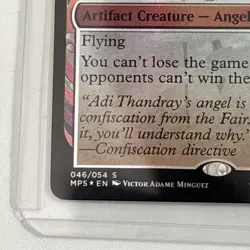 Artifact Creature — Angel
Flying
You can't lose the game
opponents can't win the
"Adi Thandray's angel is
confiscation from the Fair.
it, you'll understand why."
—Confiscation directive
046/054 S
MPS★EN Victor Adame Minguez